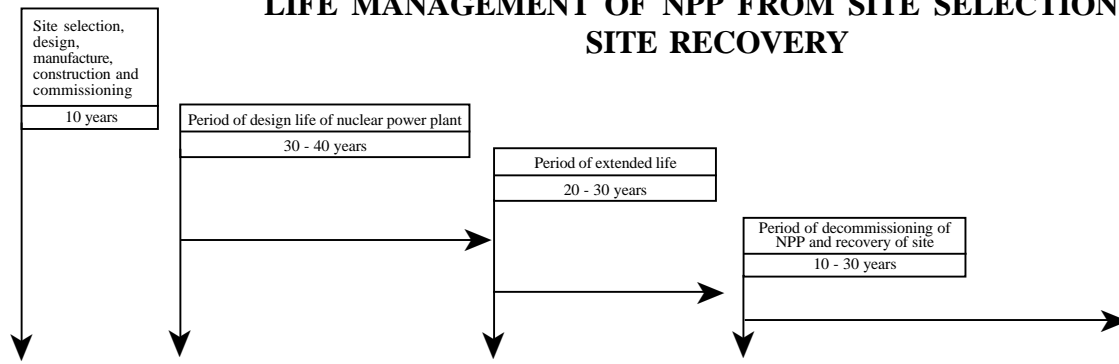 LIFE MANAGEMENT OF NPP FROM SITE SELECTION
SITE RECOVERY
Site selection,
design,
manufacture,
construction and
commissioning
10 years
Period of design life of nuclear power plant
30 - 40 years
Period of extended life
20 - 30 years
Period of decommissioning of
NPP and recovery of site
10 - 30 years